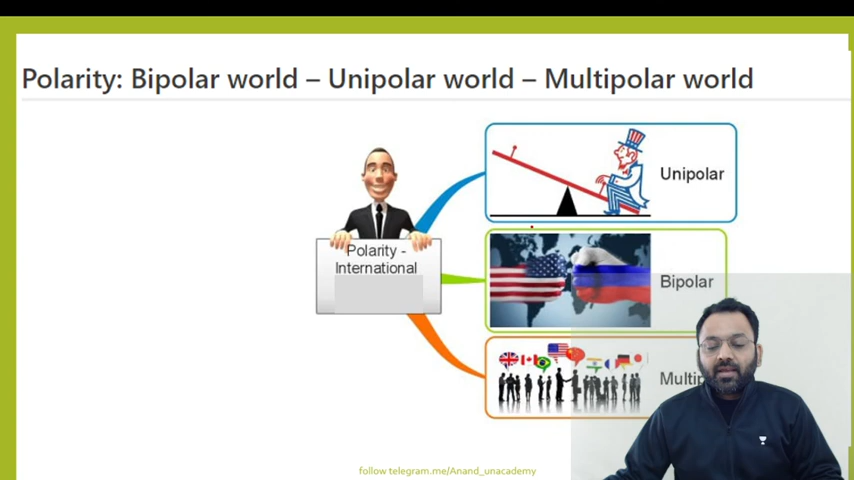 Polarity: Bipolar world – Unipolar world – Multipolar world
Unipolar
Polarity -
International
Bipolar
follow telegram.me/Anand_unacademy